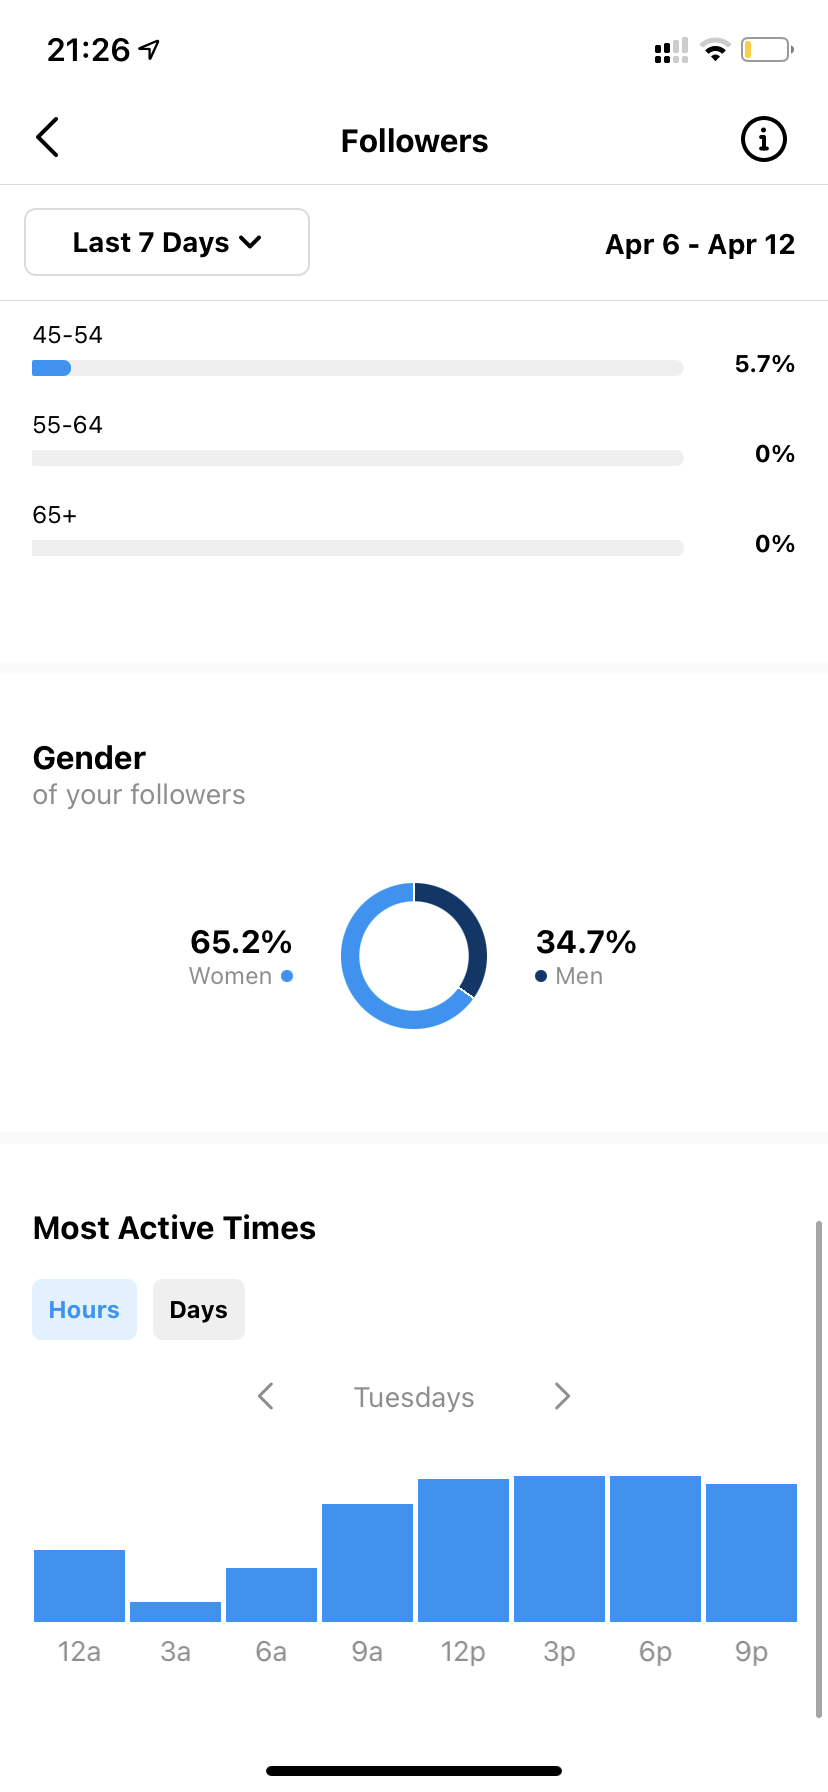 21:26
Followers
Last 7 Days
Apr 6 - Apr 12
45-54
5.7%
55-64
0%
65+
0%
Gender
of your followers
65.2%
Women
34.7%
Men
Most Active Times
Hours Days
Tuesdays
12a 3a 6a 9a 12p 3p 6p 9p